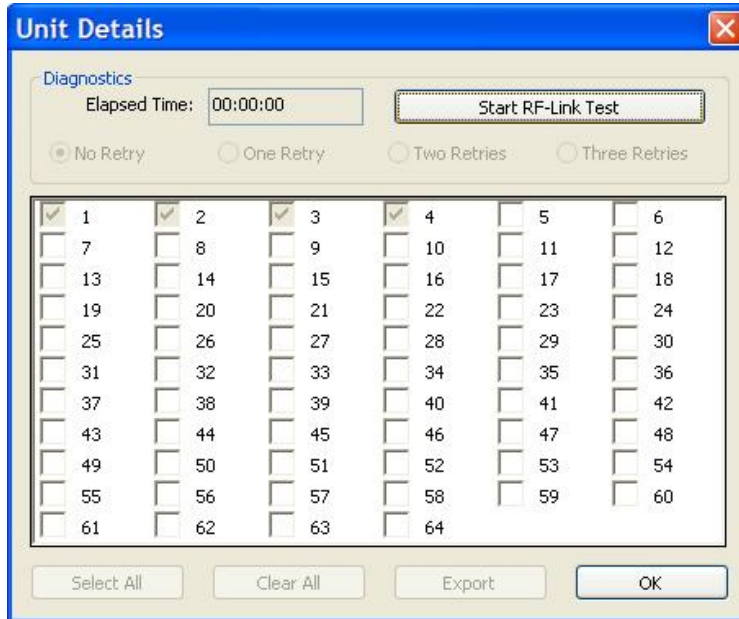 Unit Details
Diagnostics
Elapsed Time: 00:00:00 Start RF-Link Test
No Retry One Retry Two Retries Three Retries
1 2 3 4 5 6
7 8 9 10 11 12
13 14 15 16 17 18
19 20 21 22 23 24
25 26 27 28 29 30
31 32 33 34 35 36
37 38 39 40 41 42
43 44 45 46 47 48
49 50 51 52 53 54
55 56 57 58 59 60
61 62 63 64
Select All Clear All Export OK